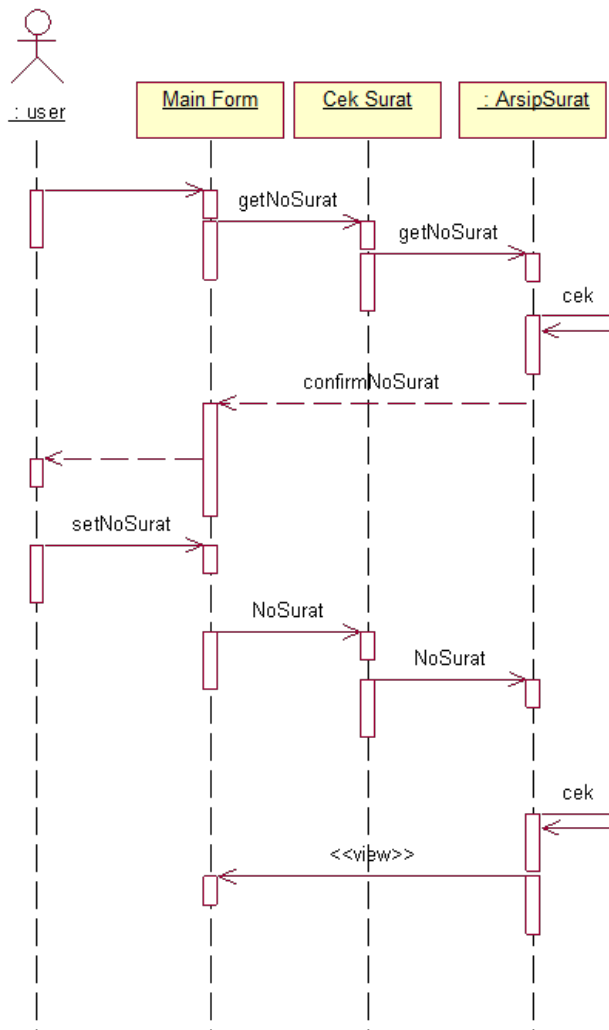 : user
Main Form
Cek Surat
: ArsipSurat
getNoSurat
getNoSurat
cek
confirmNoSurat
setNoSurat
NoSurat
NoSurat
cek
<<view>>